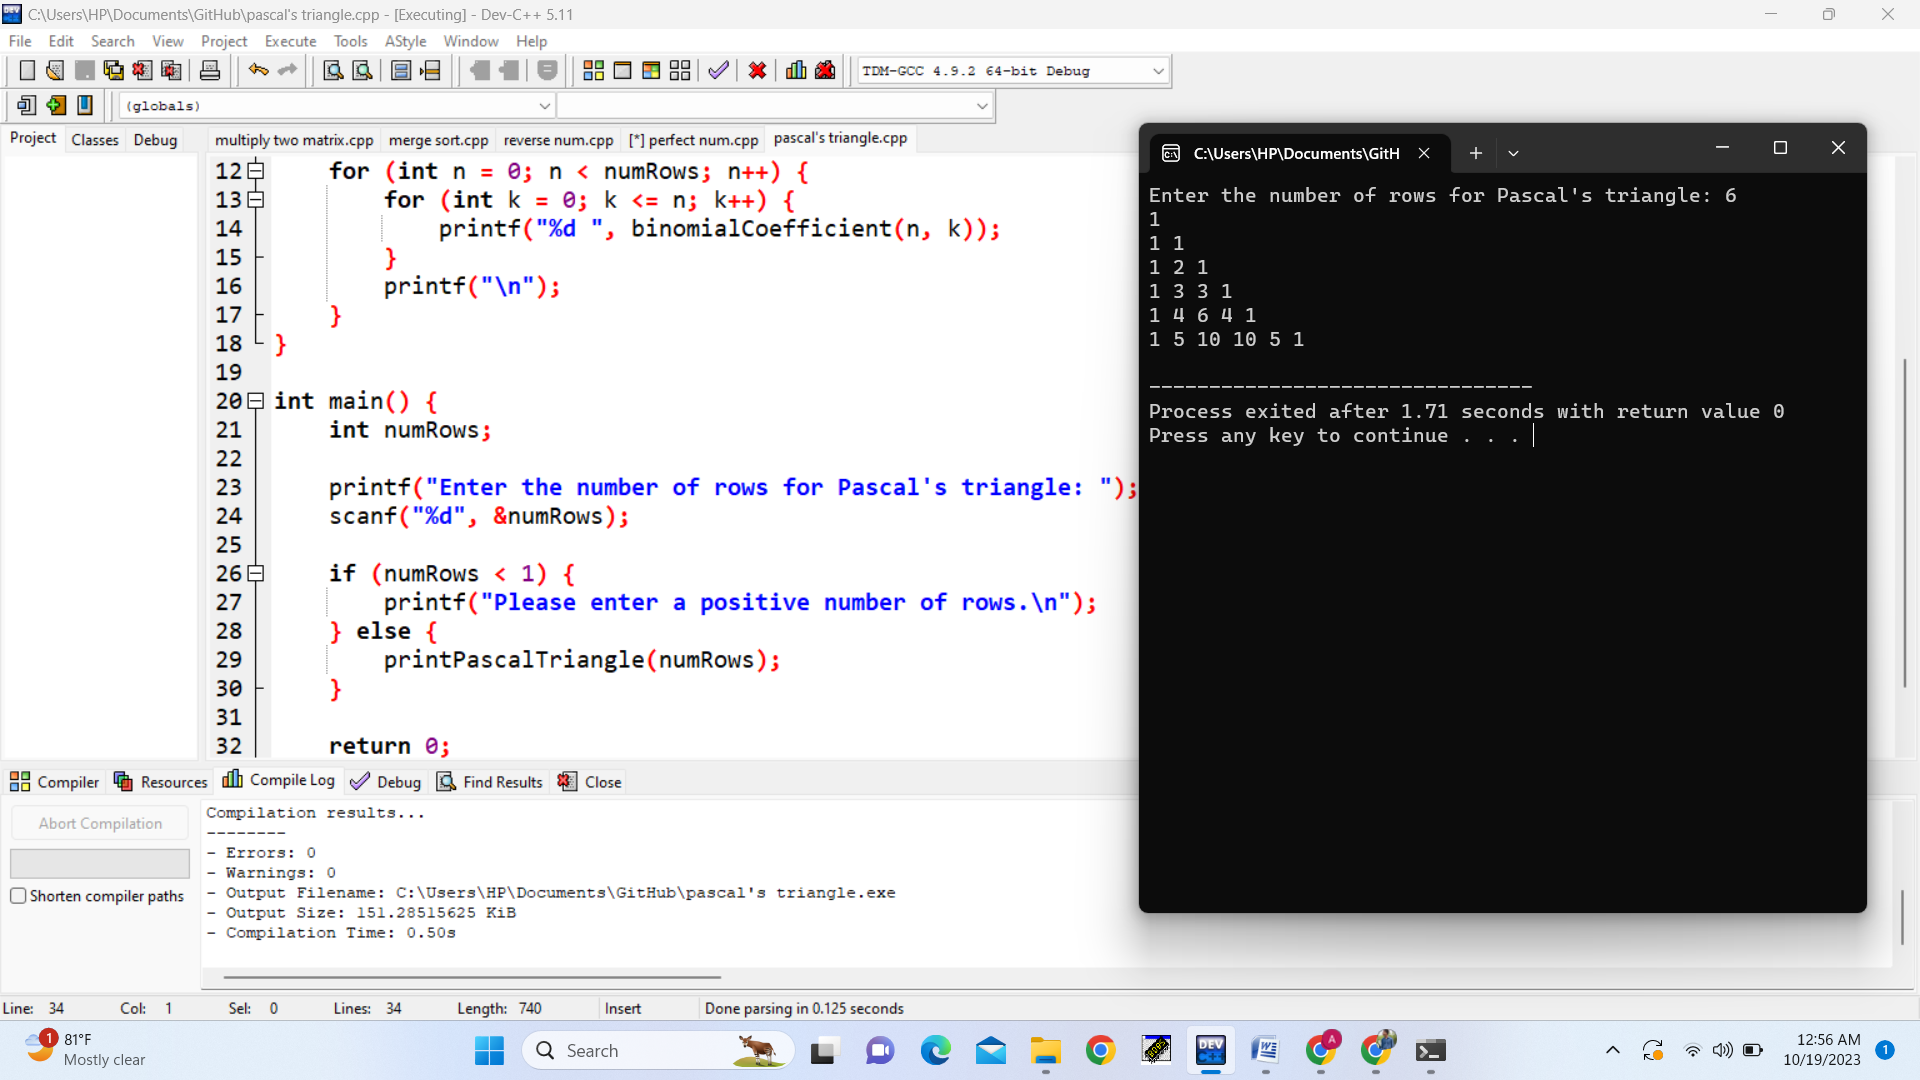 C:\Users\HP\Documents\GitHub\pascal's triangle.cpp - [Executing] - Dev-C++ 5.11
File Edit Search View Project Execute Tools AStyle Window Help
TDM-GCC 4.9.2 64-bit Debug
(globals)
Project Classes Debug
multiply two matrix.cpp merge sort.cpp reverse num.cpp [*] perfect num.cpp pascal's triangle.cpp
12 for (int n = 0; n < numRows; n++) {
13 for (int k = 0; k <= n; k++) {
14 printf("%d ", binomialCoefficient(n, k));
15 }
16 printf("\n");
17 }
18 }
19
20 int main() {
21 int numRows;
22
23 printf("Enter the number of rows for Pascal's triangle: ");
24 scanf("%d", &numRows);
25
26 if (numRows < 1) {
27 printf("Please enter a positive number of rows.\n");
28 } else {
29 printPascalTriangle(numRows);
30 }
31
32 return 0;
C:\Users\HP\Documents\GitH
Enter the number of rows for Pascal's triangle: 6
1
1 1
1 2 1
1 3 3 1
1 4 6 4 1
1 5 10 10 5 1
--------------------------------
Process exited after 1.71 seconds with return value 0
Press any key to continue . . .
Compiler Resources Compile Log Debug Find Results Close
Abort Compilation
Shorten compiler paths
Compilation results...
--------
- Errors: 0
- Warnings: 0
- Output Filename: C:\Users\HP\Documents\GitHub\pascal's triangle.exe
- Output Size: 151.28515625 KiB
- Compilation Time: 0.50s
Line: 34 Col: 1 Sel: 0 Lines: 34 Length: 740 Insert Done parsing in 0.125 seconds
1
81°F
Mostly clear
Search
DEV
A
12:56 AM
10/19/2023
1